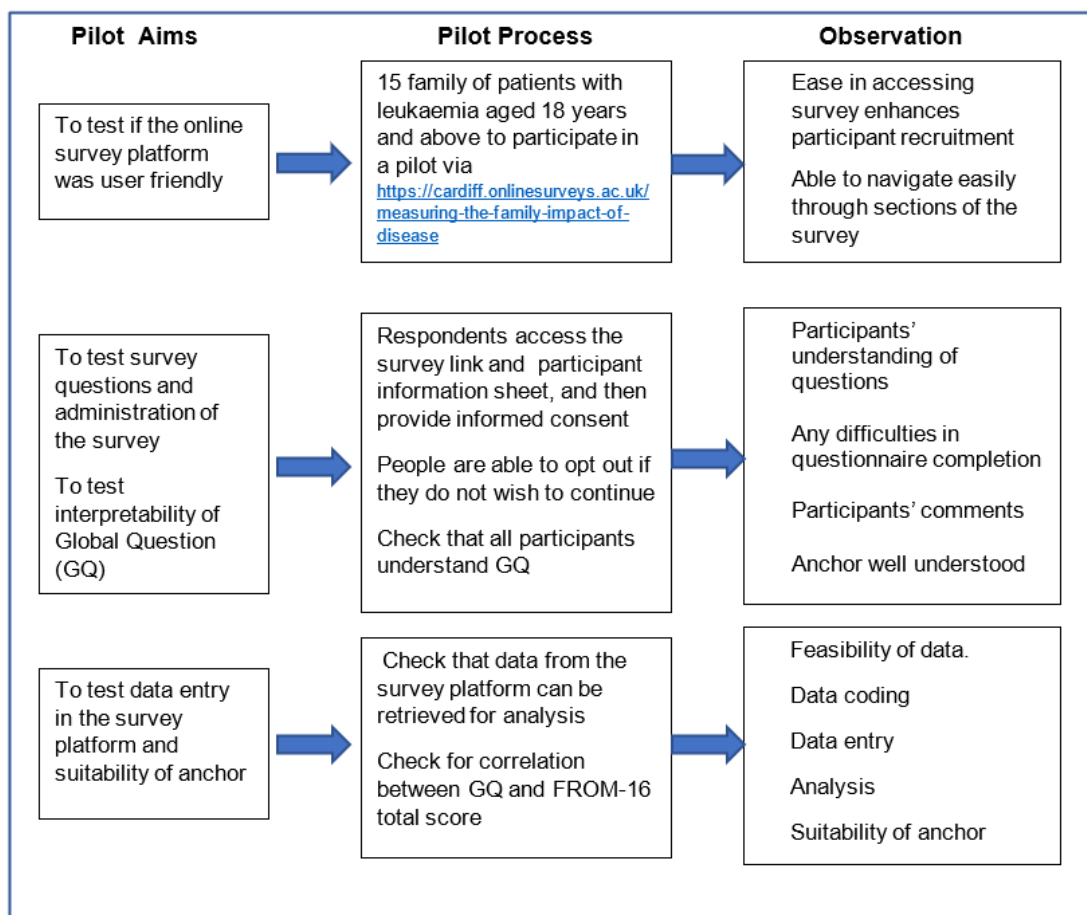 Pilot Aims
Pilot Process
Observation
To test if the online
survey platform
was user friendly
15 family of patients with
leukaemia aged 18 years
and above to participate in
a pilot via
https://cardiff.onlinesurveys.ac.uk/
measuring-the-family-impact-of-
disease
Ease in accessing
survey enhances
participant recruitment
Able to navigate easily
through sections of the
survey
To test survey
questions and
administration of
the survey
To test
interpretability of
Global Question
(GQ)
Respondents access the
survey link and participant
information sheet, and then
provide informed consent
People are able to opt out if
they do not wish to continue
Check that all participants
understand GQ
Participants’
understanding of
questions
Any difficulties in
questionnaire completion
Participants’ comments
Anchor well understood
To test data entry
in the survey
platform and
suitability of anchor
Check that data from the
survey platform can be
retrieved for analysis
Check for correlation
between GQ and FROM-16
total score
Feasibility of data.
Data coding
Data entry
Analysis
Suitability of anchor